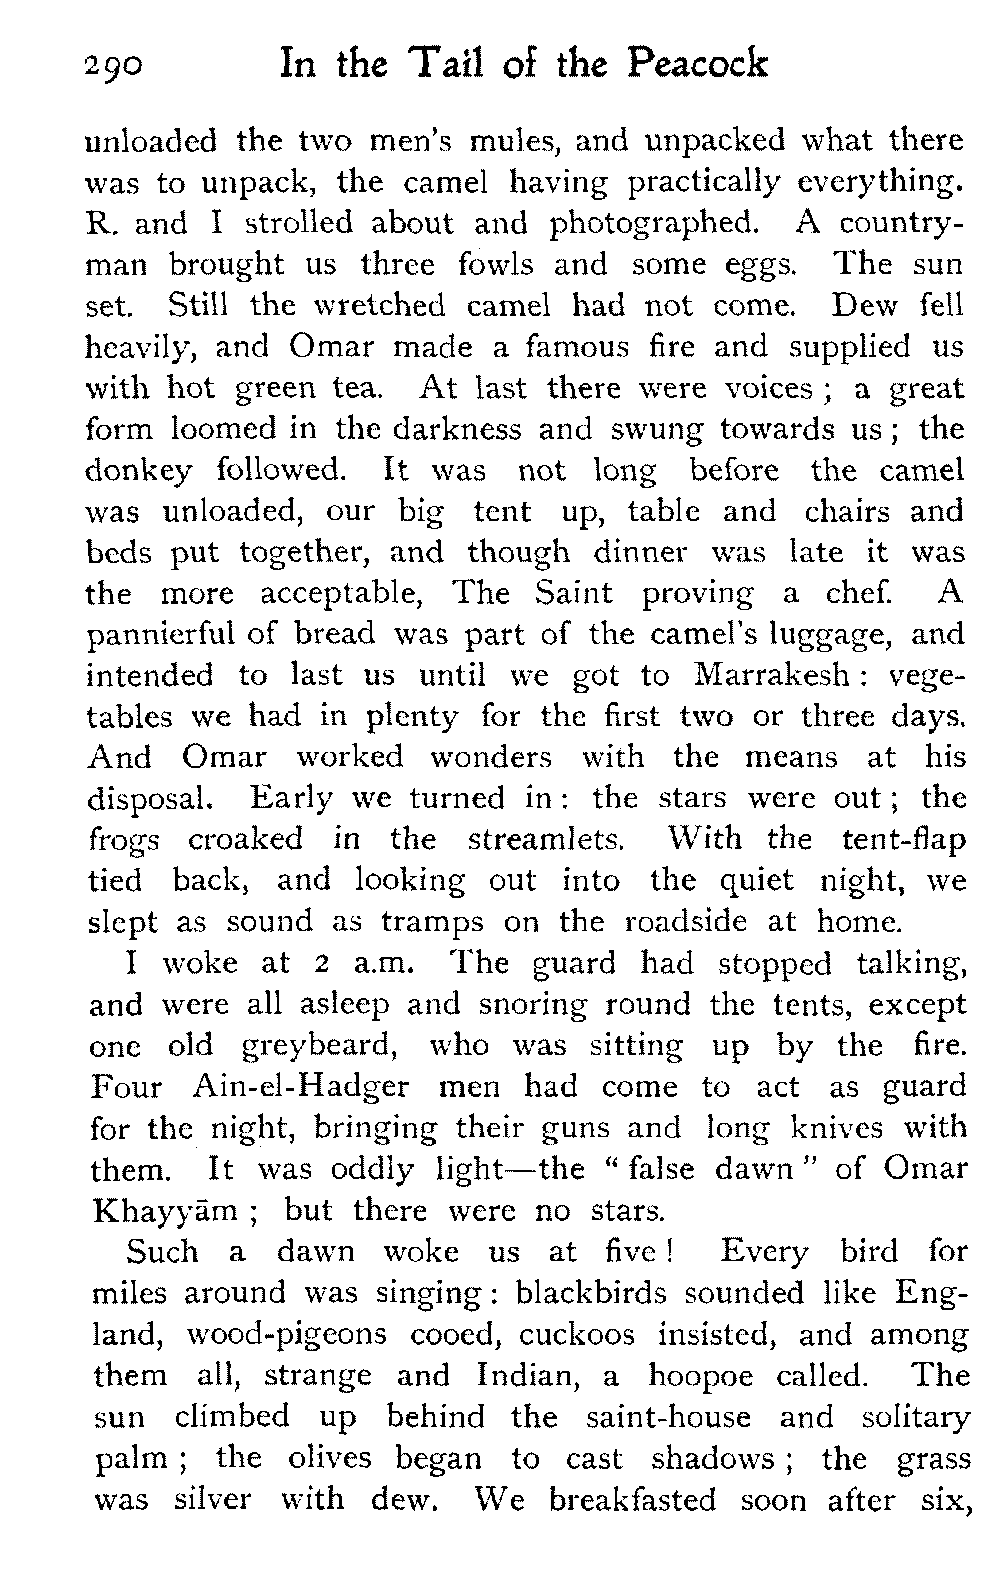 290 In the Tail of the Peacock
unloaded the two men's mules, and unpacked what there
was to unpack, the camel having practically everything.
R. and I strolled about and photographed. A country-
man brought us three fowls and some eggs. The sun
set. Still the wretched camel had not come. Dew fell
heavily, and Omar made a famous fire and supplied us
with hot green tea. At last there were voices ; a great
form loomed in the darkness and swung towards us ; the
donkey followed. It was not long before the camel
was unloaded, our big tent up, table and chairs and
beds put together, and though dinner was late it was
the more acceptable, The Saint proving a chef. A
pannierful of bread was part of the camel's luggage, and
intended to last us until we got to Marrakesh : vege-
tables we had in plenty for the first two or three days.
And Omar worked wonders with the means at his
disposal. Early we turned in : the stars were out ; the
frogs croaked in the streamlets. With the tent-flap
tied back, and looking out into the quiet night, we
slept as sound as tramps on the roadside at home.
I woke at 2 a.m. The guard had stopped talking,
and were all asleep and snoring round the tents, except
one old greybeard, who was sitting up by the fire.
Four Ain-el-Hadger men had come to act as guard
for the night, bringing their guns and long knives with
them. It was oddly light—the “ false dawn ” of Omar
Khayyām ; but there were no stars.
Such a dawn woke us at five ! Every bird for
miles around was singing : blackbirds sounded like Eng-
land, wood-pigeons cooed, cuckoos insisted, and among
them all, strange and Indian, a hoopoe called. The
sun climbed up behind the saint-house and solitary
palm ; the olives began to cast shadows ; the grass
was silver with dew. We breakfasted soon after six,